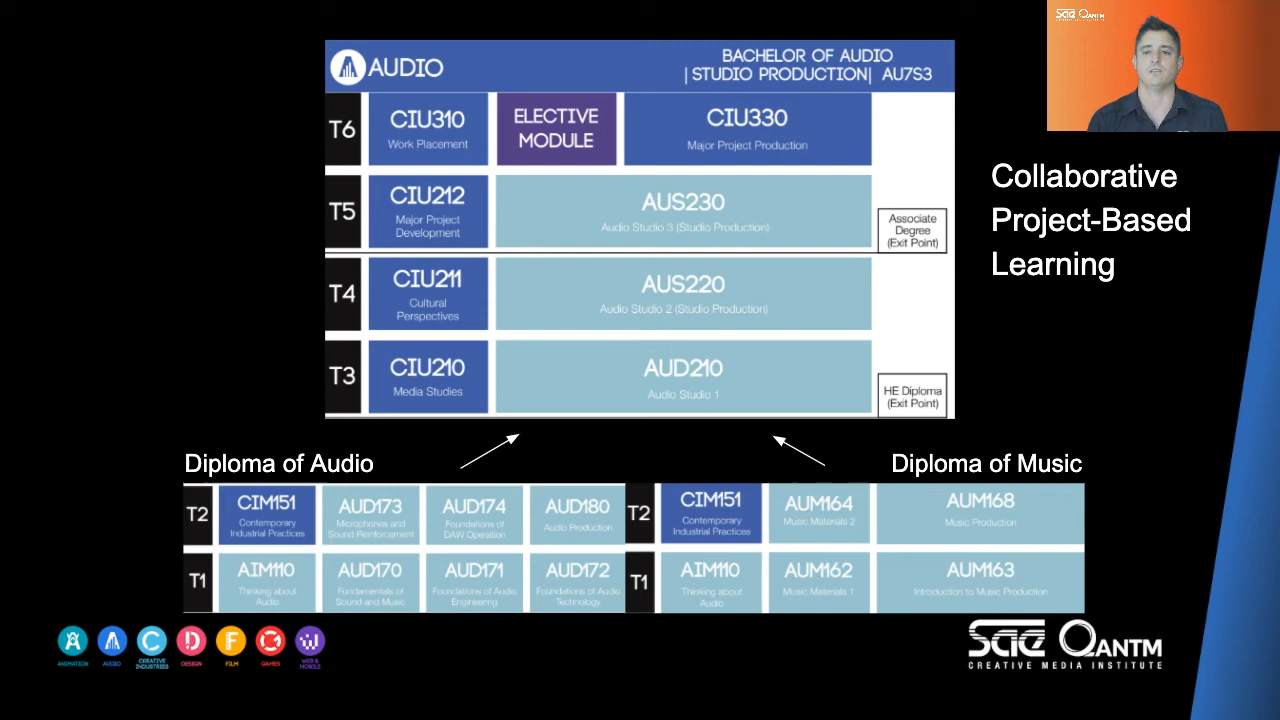 Sae QANTM
CREATIVE MEDIA INSTITUTE
AUDIO
BACHELOR OF AUDIO
| STUDIO PRODUCTION| AU7S3
T6
CIU310
Work Placement
ELECTIVE
MODULE
CIU330
Major Project Production
T5
CIU212
Major Project
Development
AUS230
Audio Studio 3 (Studio Production)
Associate
Degree
(Exit Point)
T4
CIU211
Cultural
Perspectives
AUS220
Audio Studio 2 (Studio Production)
T3
CIU210
Media Studies
AUD210
Audio Studio 1
HE Diploma
(Exit Point)
Collaborative
Project-Based
Learning
Diploma of Audio
T2
CIM151
Contemporary
Industrial Practices
AUD173
Microphones and
Sound Reinforcement
AUD174
Foundations of
DAW Operation
AUD180
Audio Production
T1
AIM110
Thinking about
Audio
AUD170
Fundamentals of
Sound and Music
AUD171
Foundations of Audio
Engineering
AUD172
Foundations of Audio
Technology
Diploma of Music
T2
CIM151
Contemporary
Industrial Practices
AUM164
Music Materials 2
AUM168
Music Production
T1
AIM110
Thinking about
Audio
AUM162
Music Materials 1
AUM163
Introduction to Music Production
ANIMATION
AUDIO
CREATIVE
INDUSTRIES
DESIGN
FILM
GAMES
WEB &
MOBILE
Sae QANTM
CREATIVE MEDIA INSTITUTE